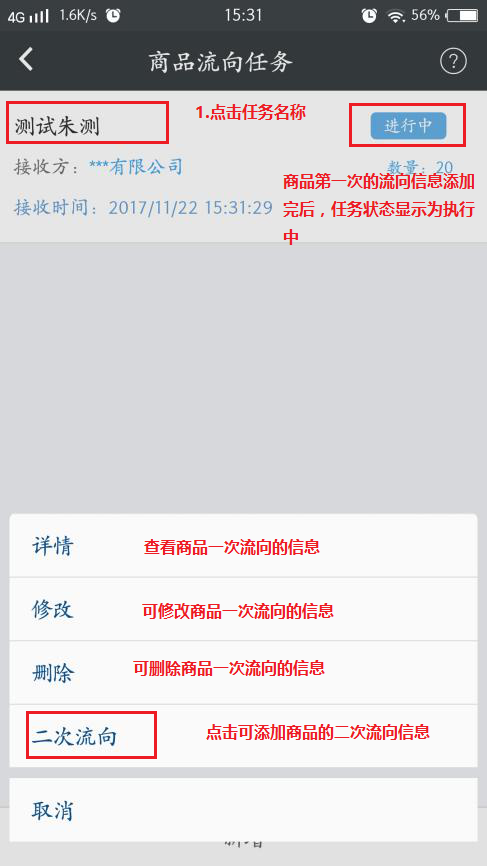 4G 1.6K/s 15:31 56%
商品流向任务 ?
测试朱测 1.点击任务名称 进行中
接收方：***有限公司 数量：20
商品第一次的流向信息添加
接收时间：2017/11/22 15:31:29
完后，任务状态显示为执行
中
详情 查看商品一次流向的信息
修改 可修改商品一次流向的信息
删除 可删除商品一次流向的信息
二次流向 点击可添加商品的二次流向信息
取消